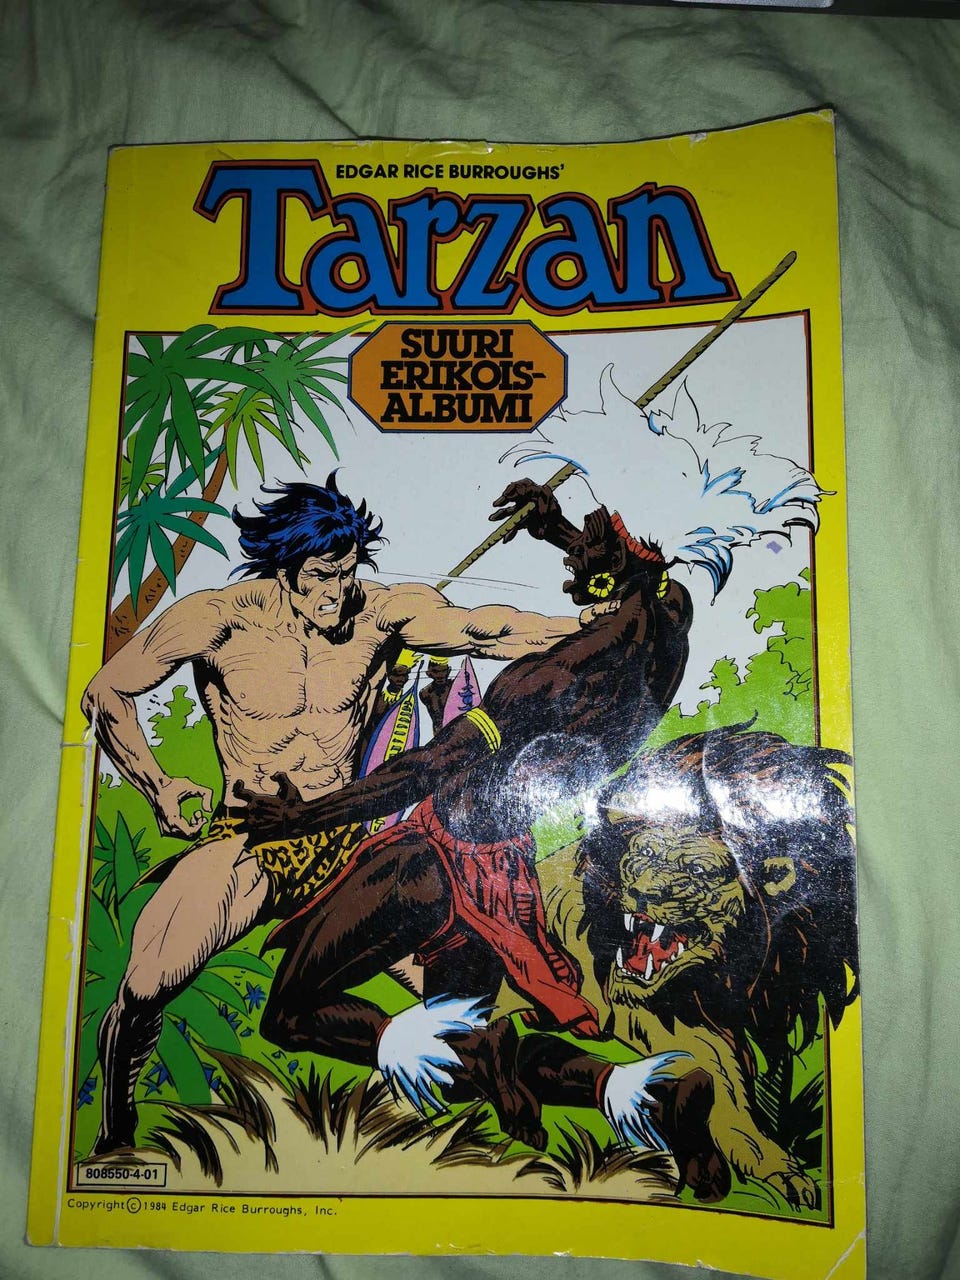 EDGAR RICE BURROUGHS'
Tarzan
SUURI
ERIKOIS-
ALBUMI
808550-4-01
Copyright © 1984 Edgar Rice Burroughs, Inc.